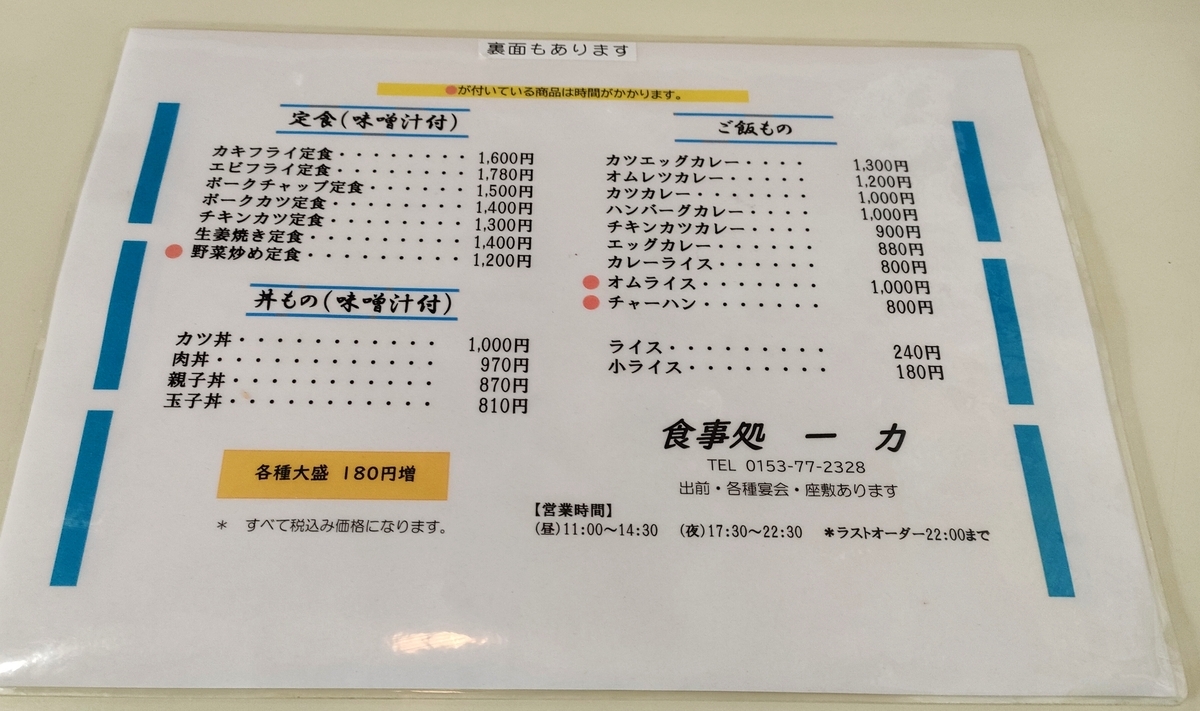 裏面もあります
●が付いている商品は時間がかかります。
定食(味噌汁付)
カキフライ定食・・・・・・・・ 1,600円
エビフライ定食・・・・・・・・ 1,780円
ポークチャップ定食・・・・・・ 1,500円
ポークカツ定食・・・・・・・・ 1,400円
チキンカツ定食・・・・・・・・ 1,300円
生姜焼き定食・・・・・・・・・ 1,400円
●野菜炒め定食・・・・・・・・・ 1,200円
丼もの(味噌汁付)
カツ丼・・・・・・・・・・・ 1,000円
肉丼・・・・・・・・・・・・ 970円
親子丼・・・・・・・・・・・ 870円
玉子丼・・・・・・・・・・・ 810円
各種大盛 180円増
* すべて税込み価格になります。
ご飯もの
カツエッグカレー・・・・ 1,300円
オムレツカレー・・・・・ 1,200円
カツカレー・・・・・・・ 1,000円
ハンバーグカレー・・・・ 1,000円
チキンカツカレー・・・・ 900円
エッグカレー・・・・・・ 880円
カレーライス・・・・・・ 800円
●オムライス・・・・・・・ 1,000円
●チャーハン・・・・・・・ 800円
ライス・・・・・・・・・ 240円
小ライス・・・・・・・・ 180円
食事処 一力
TEL 0153-77-2328
出前・各種宴会・座敷あります
【営業時間】
(昼)11:00~14:30 (夜)17:30~22:30 *ラストオーダー22:00まで